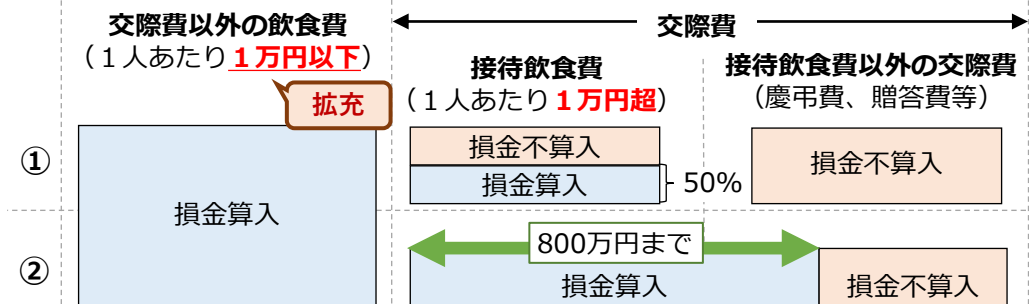 交際費以外の飲食費
（１人あたり１万円以下）
拡充
交際費
接待飲食費
（１人あたり１万円超）
接待飲食費以外の交際費
（慶弔費、贈答費等）
①
損金算入
損金不算入
損金算入
50%
損金不算入
②
800万円まで
損金算入
損金不算入